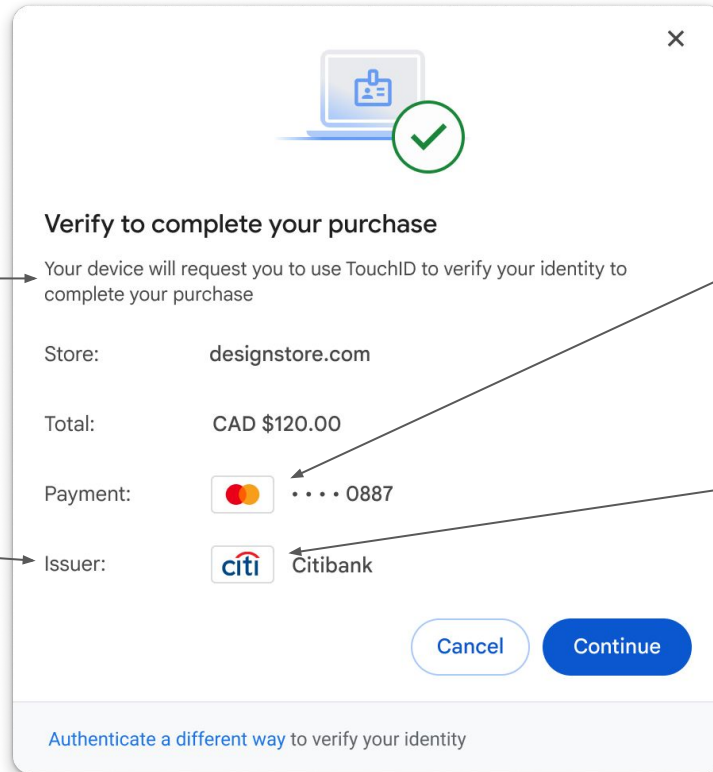 Verify to complete your purchase
Your device will request you to use TouchID to verify your identity to
complete your purchase
Store: designstore.com
Total: CAD $120.00
Payment: •••• 0887
Issuer: citi Citibank
Cancel Continue
Authenticate a different way to verify your identity